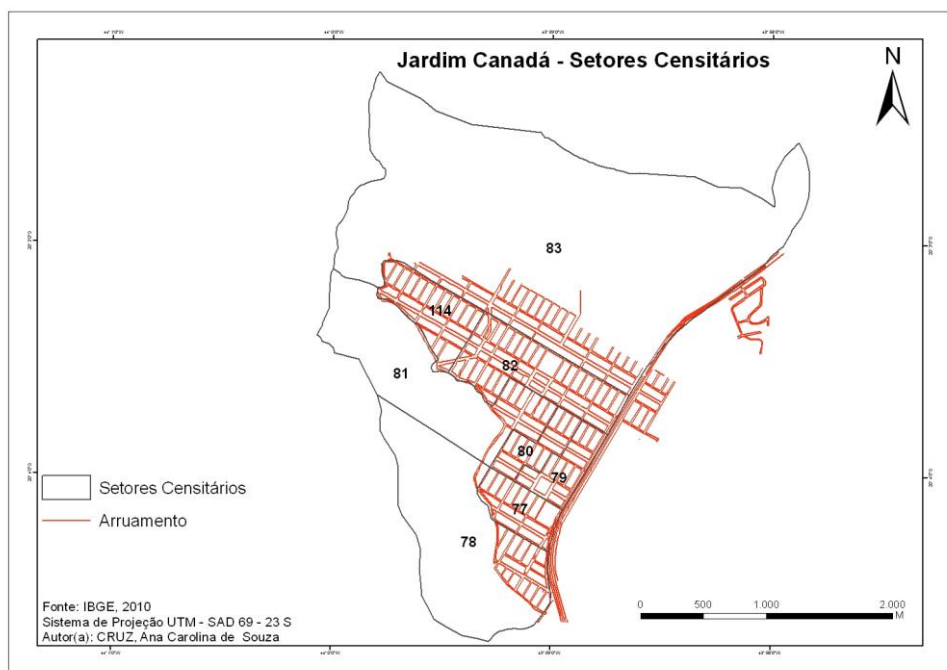 Jardim Canadá - Setores Censitários
N
83
114
82
81
80
79
77
78
Setores Censitários
Arruamento
Fonte: IBGE, 2010
Sistema de Projeção UTM - SAD 69 - 23 S
Autor(a): CRUZ, Ana Carolina de Souza
0 500 1.000 2.000
M